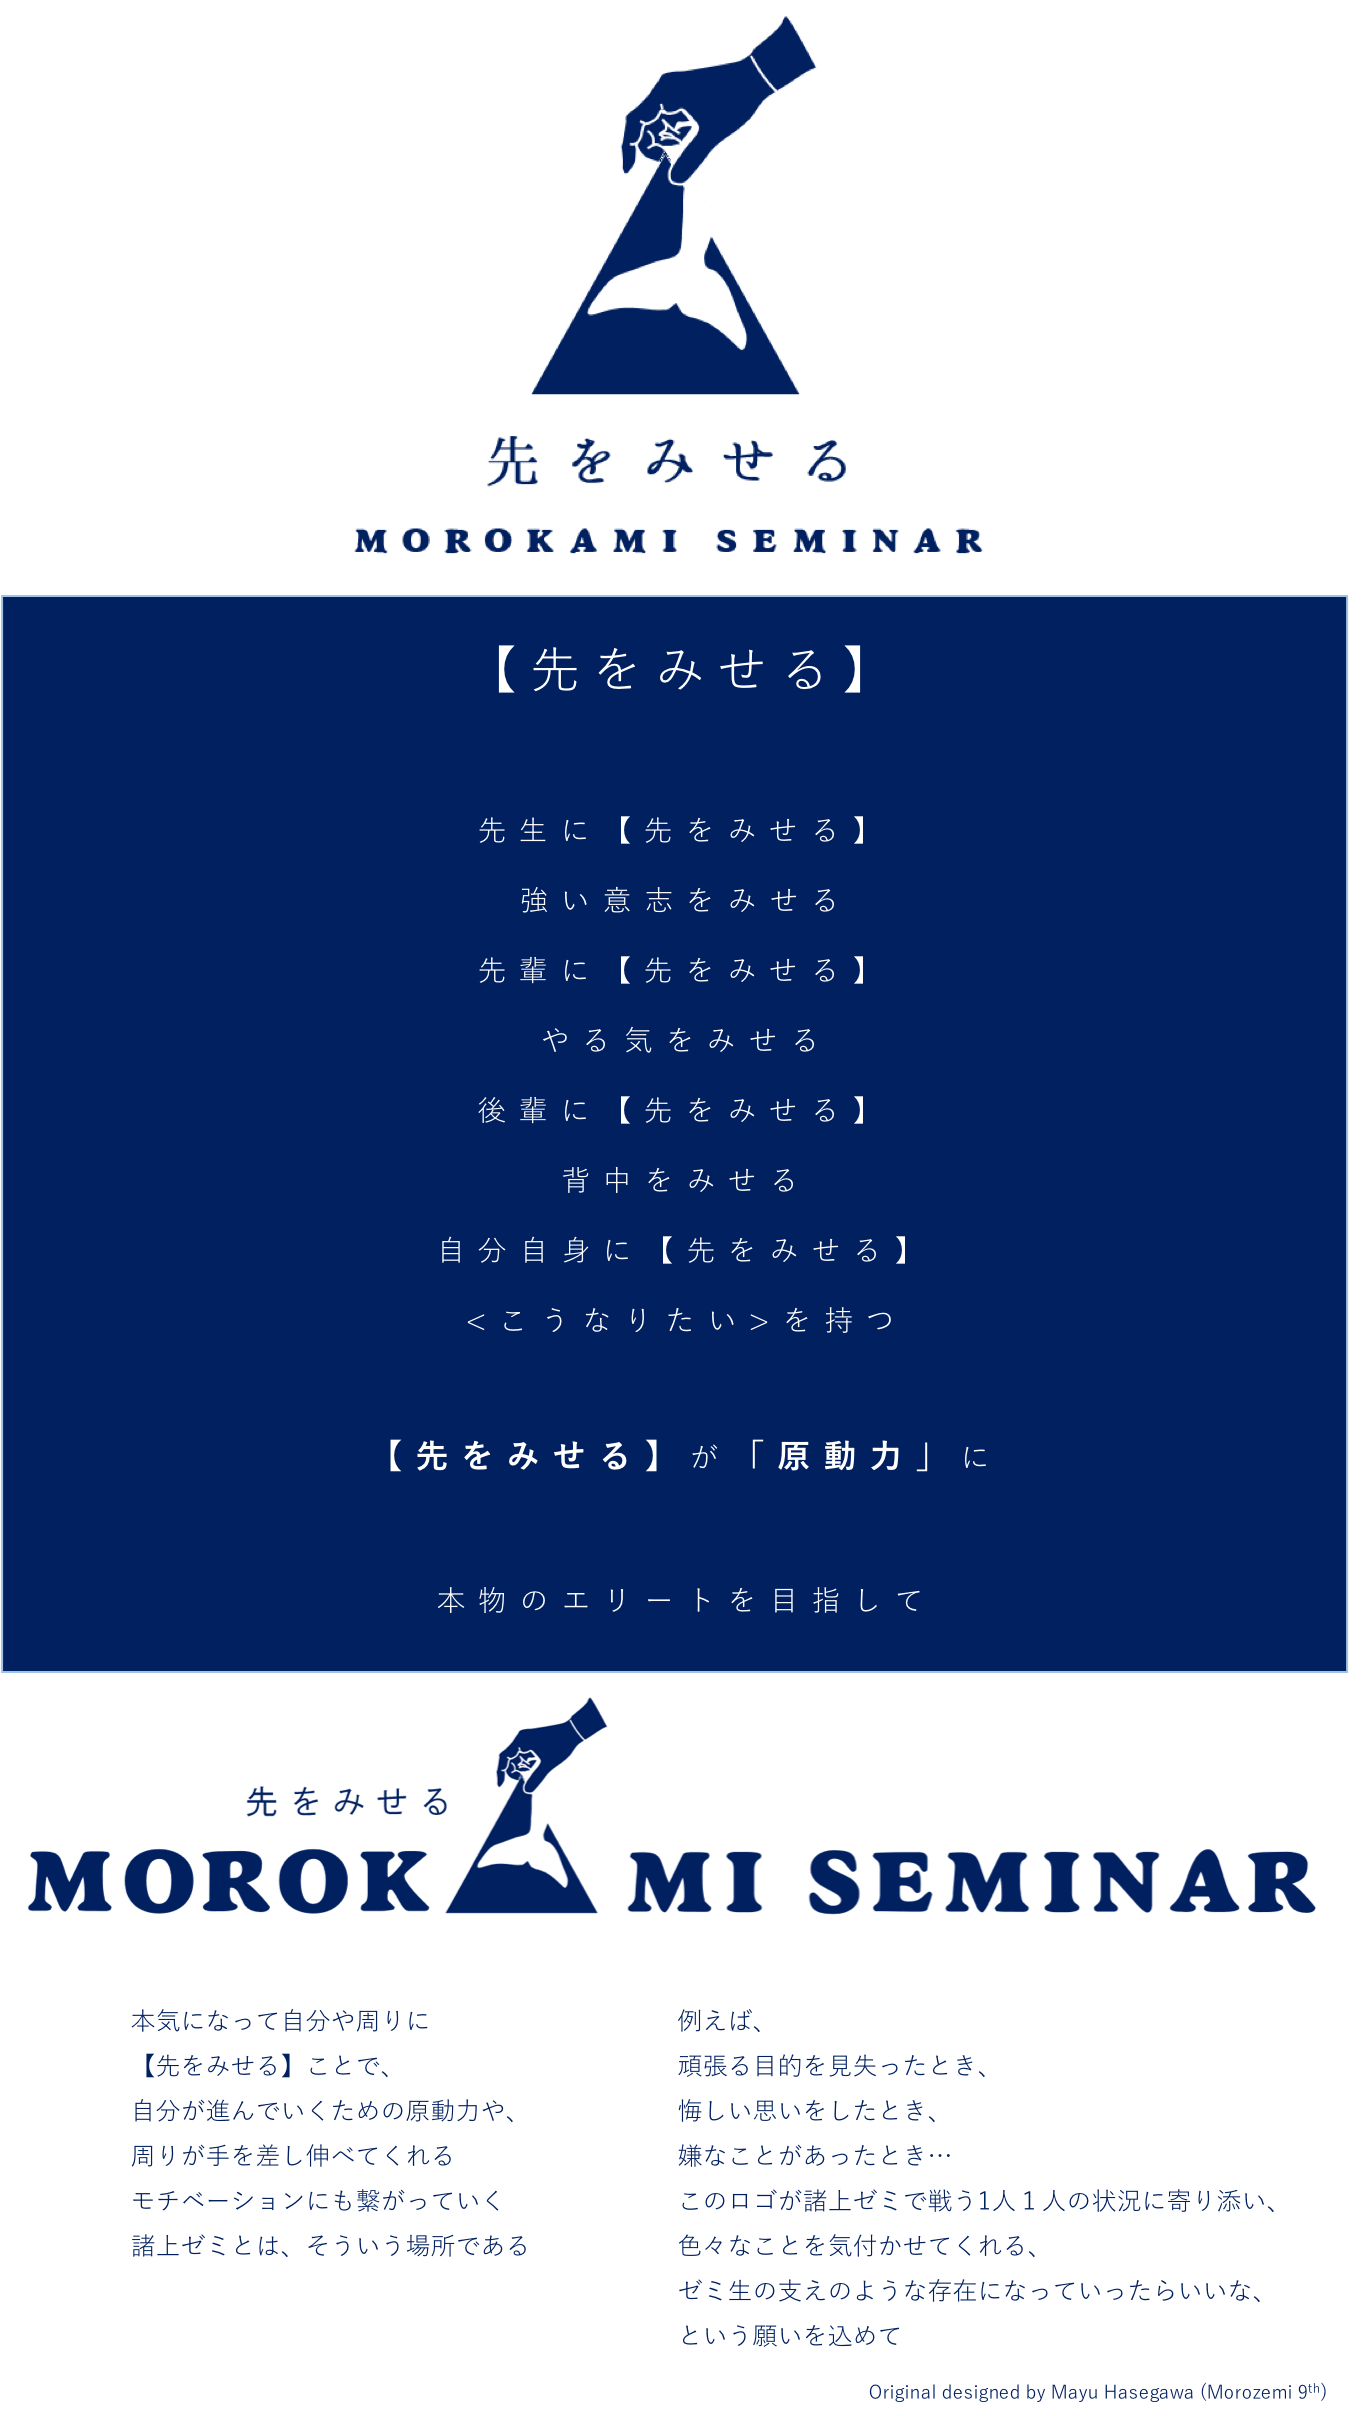 先をみせる
MOROKAMI SEMINAR
【先をみせる】
先生に【先をみせる】
強い意志をみせる
先輩に【先をみせる】
やる気をみせる
後輩に【先をみせる】
背中をみせる
自分自身に【先をみせる】
<こうなりたい>を持つ
【先をみせる】が「原動力」に
本物のエリートを目指して
先をみせる
MOROK MI SEMINAR
本気になって自分や周りに
【先をみせる】ことで、
自分が進んでいくための原動力や、
周りが手を差し伸べてくれる
モチベーションにも繋がっていく
諸上ゼミとは、そういう場所である
例えば、
頑張る目的を見失ったとき、
悔しい思いをしたとき、
嫌なことがあったとき…
このロゴが諸上ゼミで戦う1人１人の状況に寄り添い、
色々なことを気付かせてくれる、
ゼミ生の支えのような存在になっていったらいいな、
という願いを込めて
Original designed by Mayu Hasegawa (Morozemi 9th)